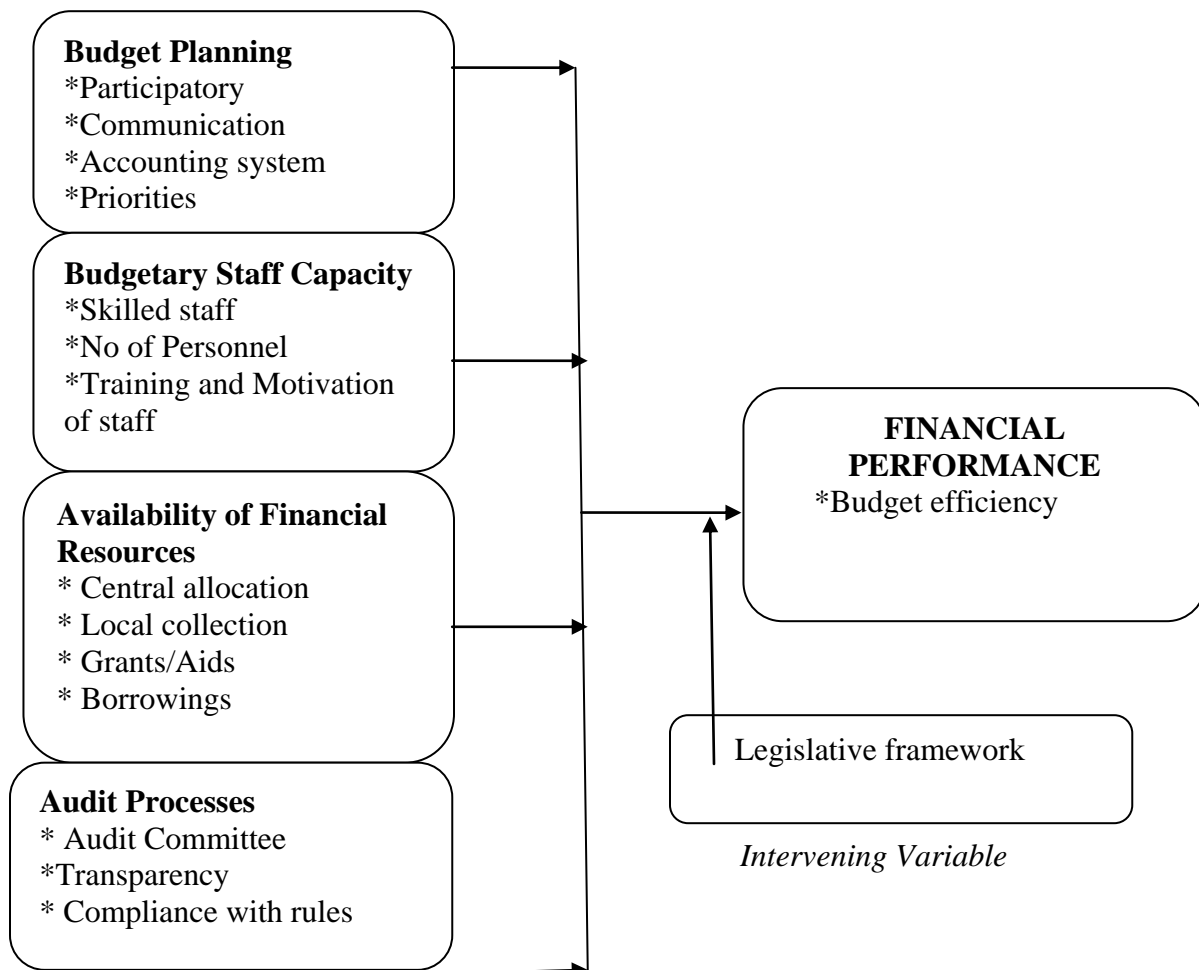 Budget Planning
*Participatory
*Communication
*Accounting system
*Priorities
Budgetary Staff Capacity
*Skilled staff
*No of Personnel
*Training and Motivation
of staff
Availability of Financial
Resources
* Central allocation
* Local collection
* Grants/Aids
* Borrowings
Audit Processes
* Audit Committee
*Transparency
* Compliance with rules
FINANCIAL
PERFORMANCE
*Budget efficiency
Legislative framework
Intervening Variable